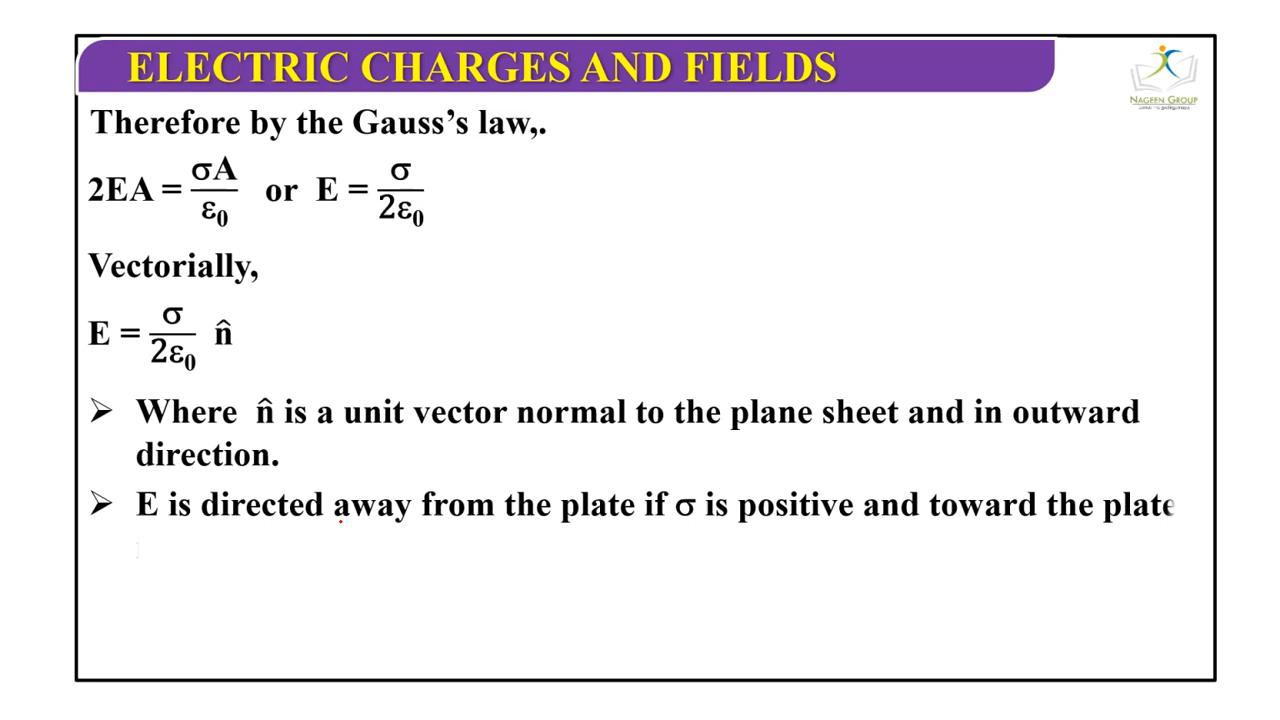 ELECTRIC CHARGES AND FIELDS
NAGEEN GROUP
Therefore by the Gauss's law,.
2EA = σA/ε₀ or E = σ/2ε₀
Vectorially,
E = σ/2ε₀ n̂
➢ Where n̂ is a unit vector normal to the plane sheet and in outward
direction.
➢ E is directed away from the plate if σ is positive and toward the plate